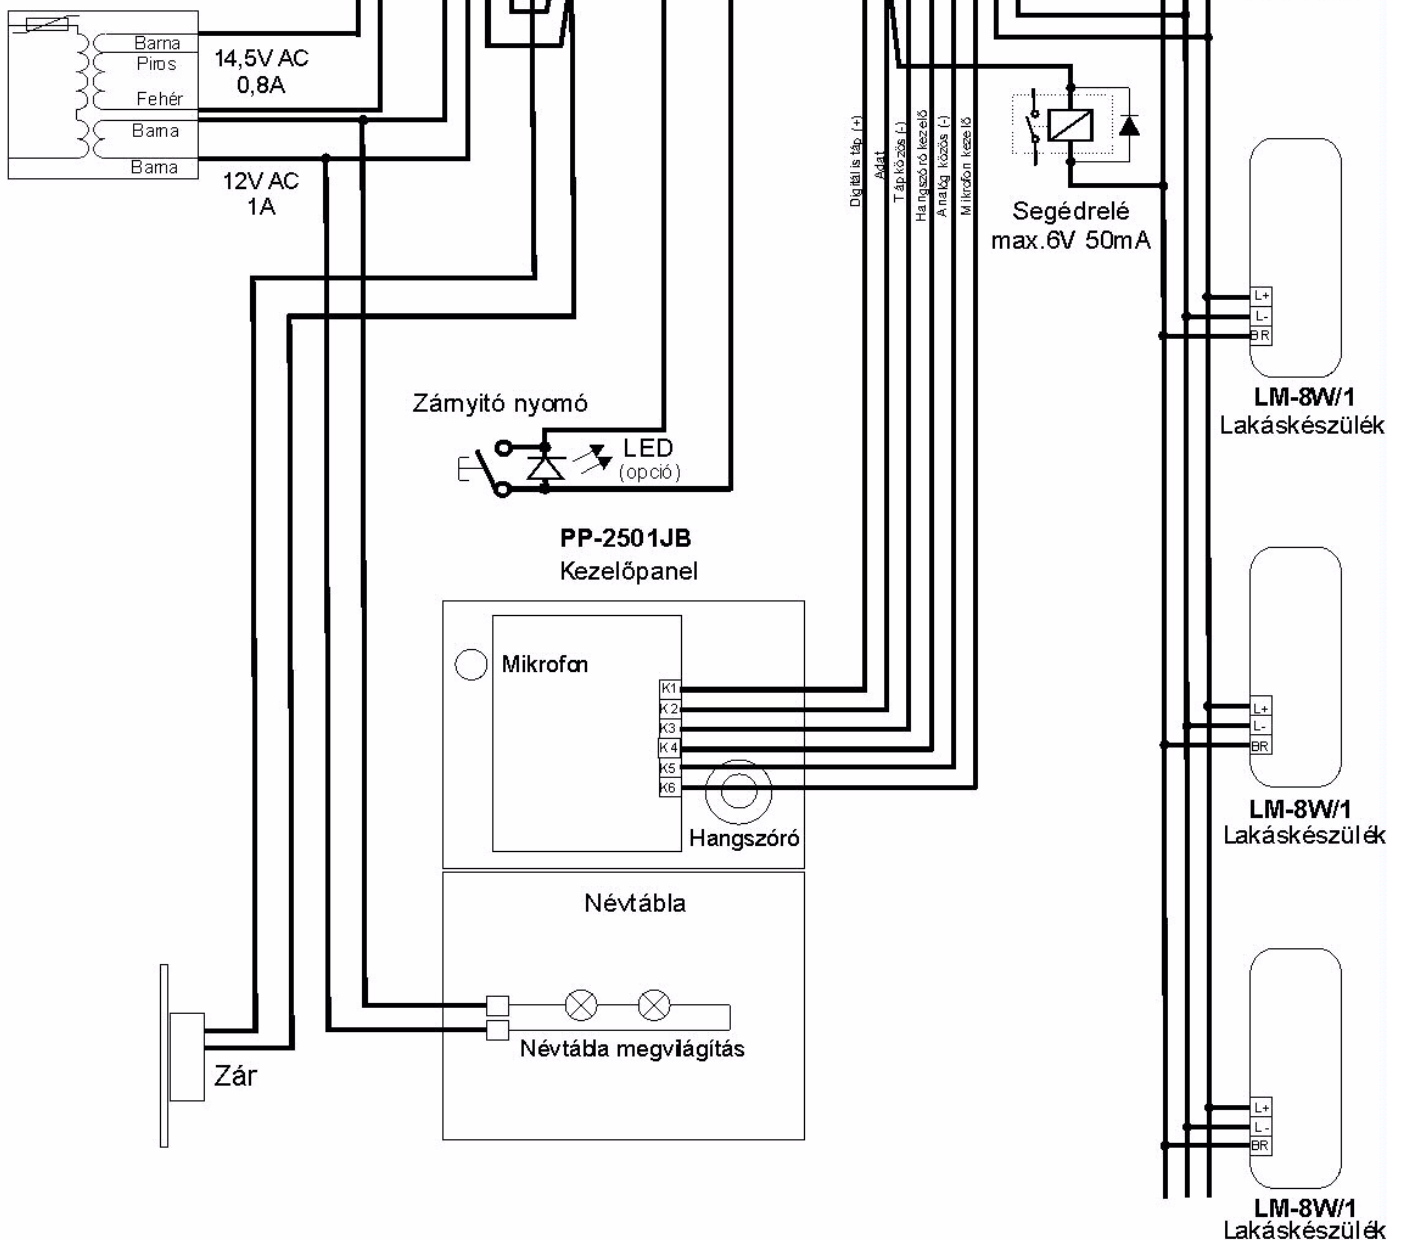 Barna
Piros
Fehér
Barna
Barna
14,5V AC
0,8A
12V AC
1A
Digitális táp (+)
Adat
Táp közös (-)
Hangszóró kezelő
Analóg közös (-)
Mikrofon kezelő
Segédrelé
max.6V 50mA
L+
L-
BR
LM-8W/1
Lakáskészülék
Zárnyitó nyomó
LED
(opció)
PP-2501JB
Kezelőpanel
Mikrofon
K1
K2
K3
K4
K5
K6
Hangszóró
L+
L-
BR
LM-8W/1
Lakáskészülék
Névtábla
Névtábla megvilágítás
Zár
L+
L-
BR
LM-8W/1
Lakáskészülék